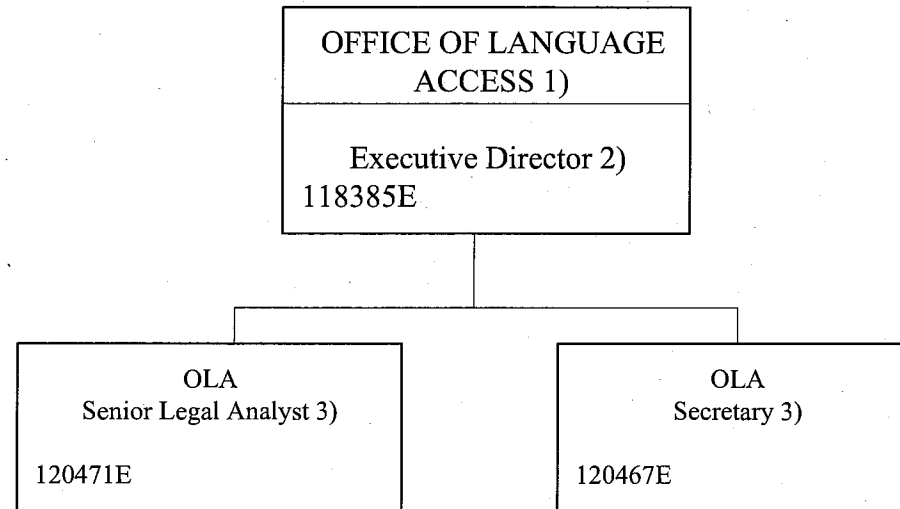 OFFICE OF LANGUAGE
ACCESS 1)
Executive Director 2)
118385E
OLA
Senior Legal Analyst 3)
120471E
OLA
Secretary 3)
120467E